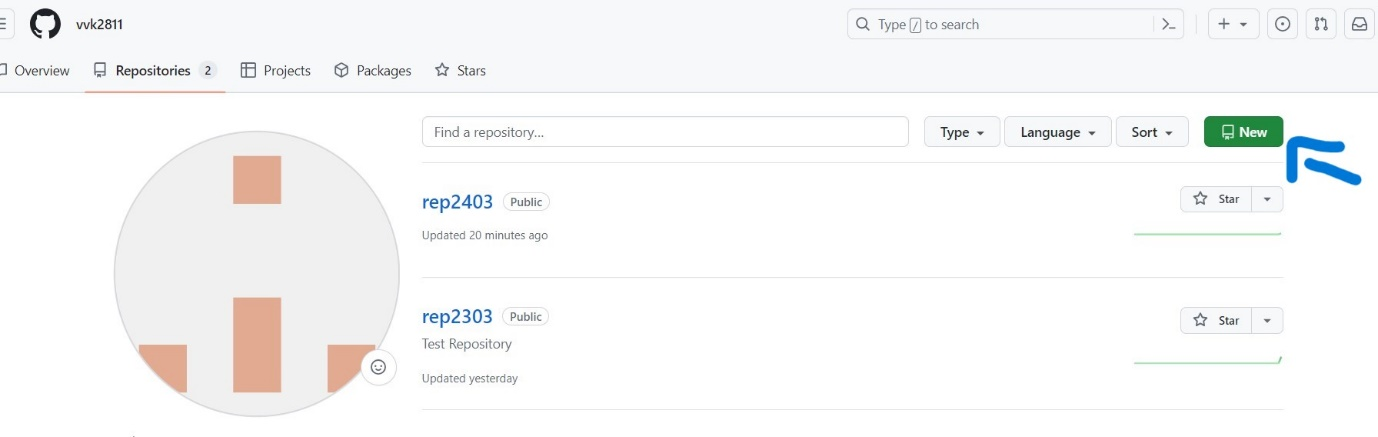 vvk2811
Type / to search
Overview
Repositories 2
Projects
Packages
Stars
Find a repository...
Type
Language
Sort
New
rep2403 Public
Star
Updated 20 minutes ago
rep2303 Public
Star
Test Repository
Updated yesterday